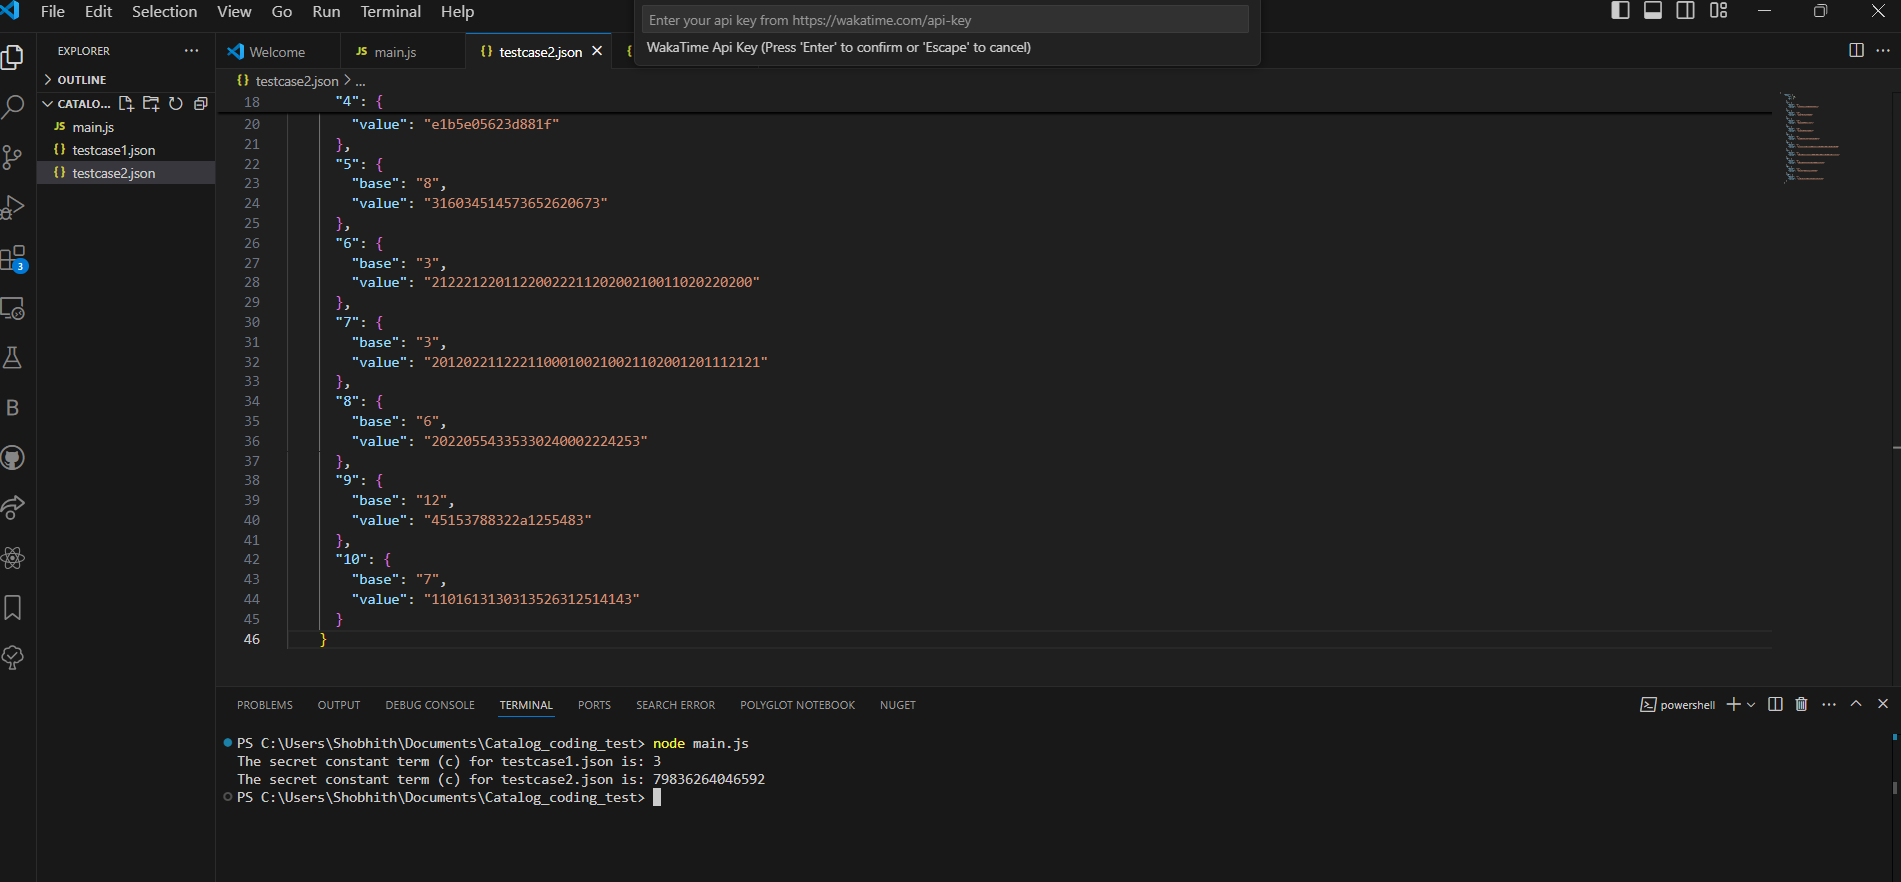 File Edit Selection View Go Run Terminal Help
Enter your api key from https://wakatime.com/api-key
WakaTime Api Key (Press 'Enter' to confirm or 'Escape' to cancel)
EXPLORER
OUTLINE
CATALO...
JS main.js
{} testcase1.json
{} testcase2.json
3
B
Welcome JS main.js {} testcase2.json
{} testcase2.json > ...
18 "4": {
20 "value": "e1b5e05623d881f"
21 },
22 "5": {
23 "base": "8",
24 "value": "316034514573652620673"
25 },
26 "6": {
27 "base": "3",
28 "value": "2122212201122002221120200210011020220200"
29 },
30 "7": {
31 "base": "3",
32 "value": "20120221122211000100210021102001201112121"
33 },
34 "8": {
35 "base": "6",
36 "value": "20220554335330240002224253"
37 },
38 "9": {
39 "base": "12",
40 "value": "45153788322a1255483"
41 },
42 "10": {
43 "base": "7",
44 "value": "1101613130313526312514143"
45 }
46 }
PROBLEMS OUTPUT DEBUG CONSOLE TERMINAL PORTS SEARCH ERROR POLYGLOT NOTEBOOK NUGET
powershell
PS C:\Users\Shobhith\Documents\Catalog_coding_test> node main.js
The secret constant term (c) for testcase1.json is: 3
The secret constant term (c) for testcase2.json is: 79836264046592
PS C:\Users\Shobhith\Documents\Catalog_coding_test>